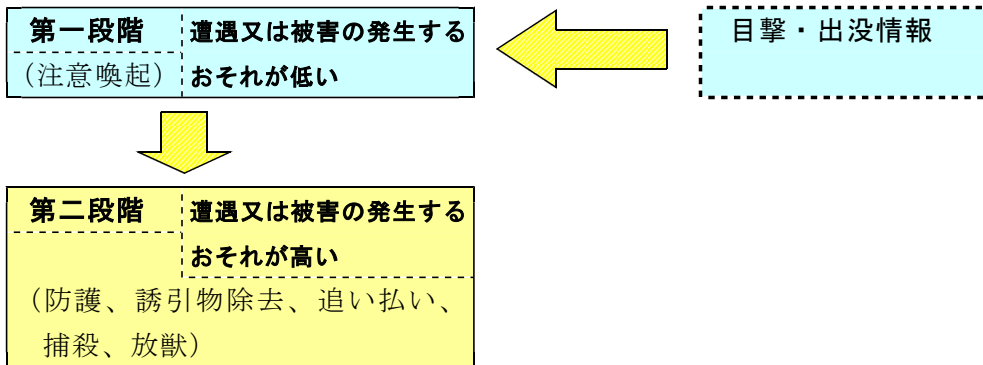 第一段階
(注意喚起)
遭遇又は被害の発生する
おそれが低い
目撃・出没情報
第二段階
遭遇又は被害の発生する
おそれが高い
(防護、誘引物除去、追い払い、
捕殺、放獣)